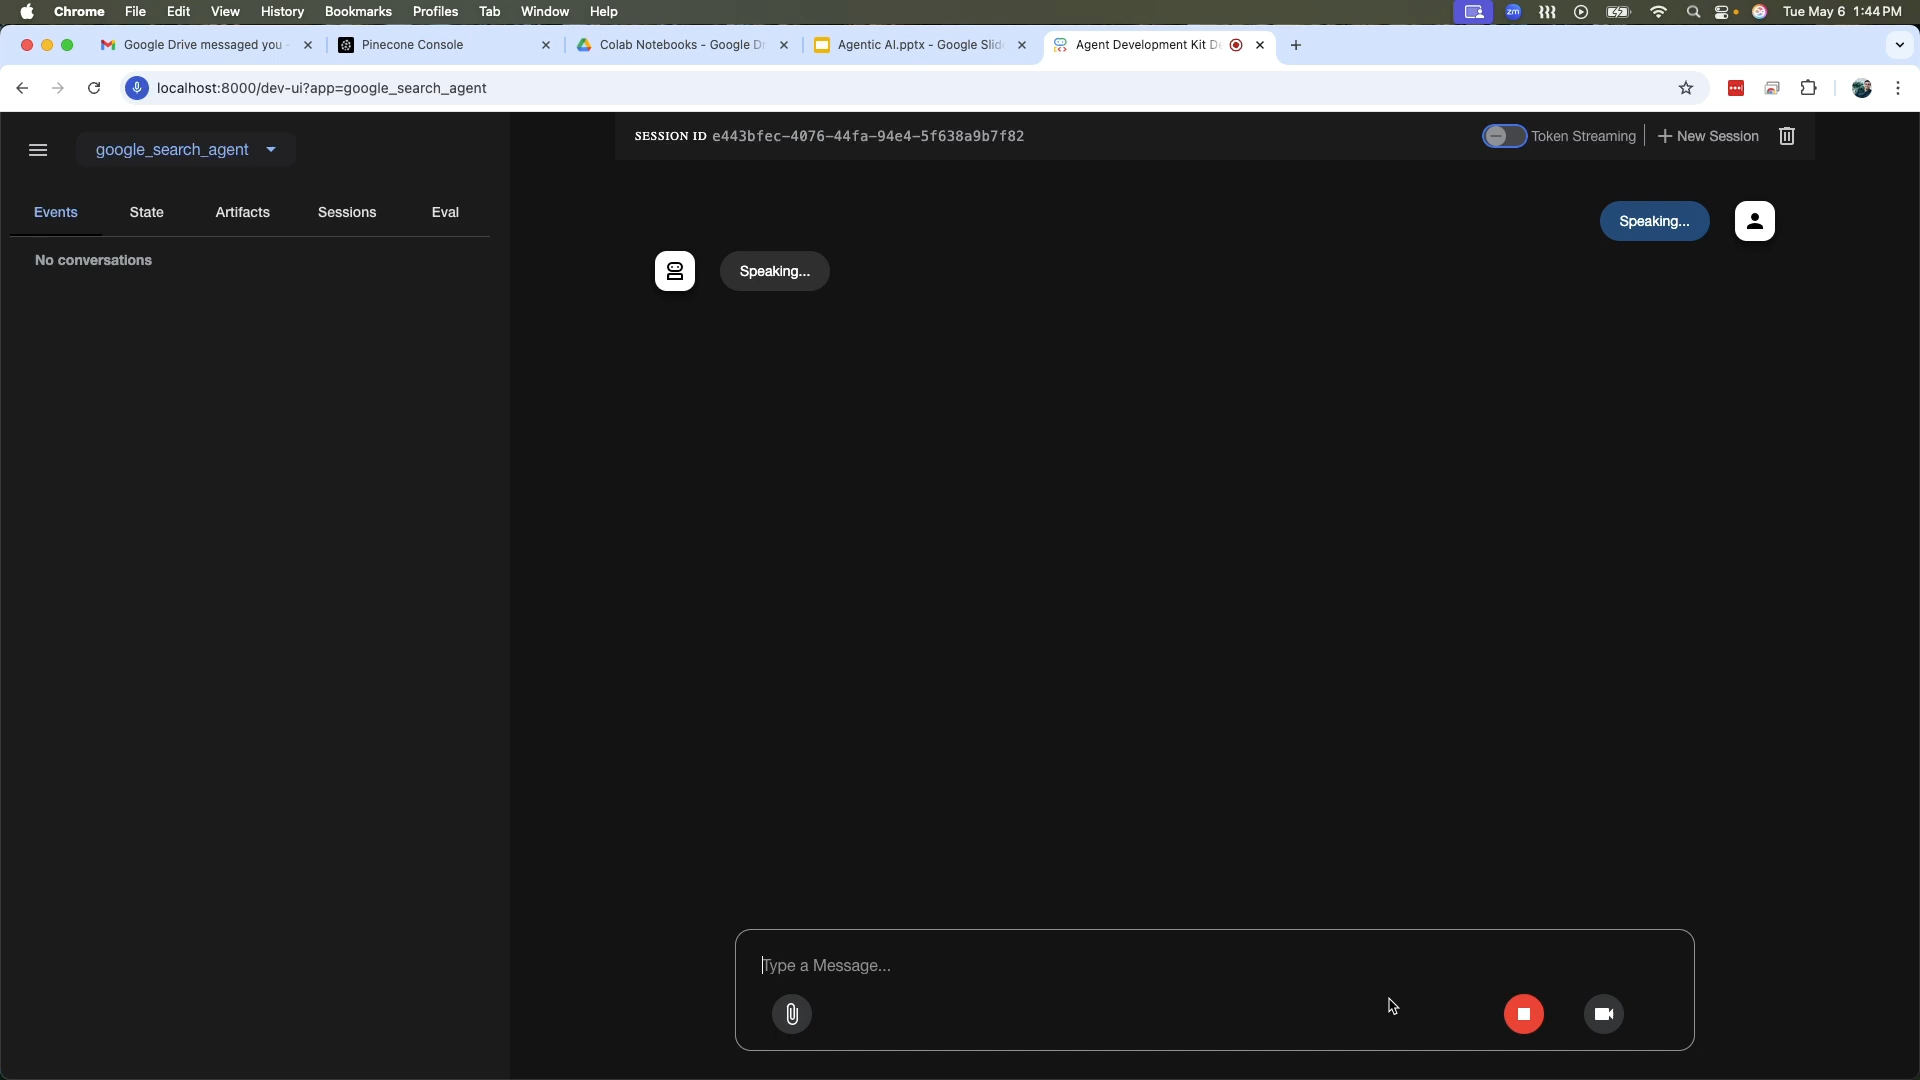 Chrome File Edit View History Bookmarks Profiles Tab Window Help
zm
Tue May 6 1:44 PM
Google Drive messaged you -
Pinecone Console
Colab Notebooks - Google Dr
Agentic AI.pptx - Google Slide
Agent Development Kit De
localhost:8000/dev-ui?app=google_search_agent
google_search_agent
SESSION ID e443bfec-4076-44fa-94e4-5f638a9b7f82
Token Streaming
New Session
Events State Artifacts Sessions Eval
Speaking...
No conversations
Speaking...
Type a Message...